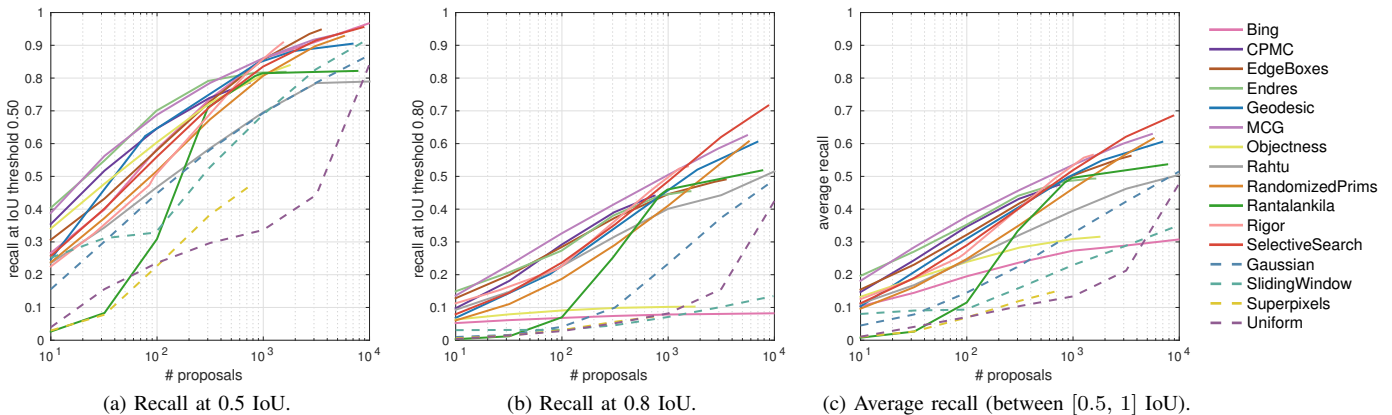 recall at IoU threshold 0.50
1
0.9
0.8
0.7
0.6
0.5
0.4
0.3
0.2
0.1
0
10^1
10^2
10^3
10^4
# proposals
(a) Recall at 0.5 IoU.
recall at IoU threshold 0.80
1
0.9
0.8
0.7
0.6
0.5
0.4
0.3
0.2
0.1
0
10^1
10^2
10^3
10^4
# proposals
(b) Recall at 0.8 IoU.
average recall
1
0.9
0.8
0.7
0.6
0.5
0.4
0.3
0.2
0.1
0
10^1
10^2
10^3
10^4
# proposals
(c) Average recall (between [0.5, 1] IoU).
Bing
CPMC
EdgeBoxes
Endres
Geodesic
MCG
Objectness
Rahtu
RandomizedPrims
Rantalankila
Rigor
SelectiveSearch
Gaussian
SlidingWindow
Superpixels
Uniform